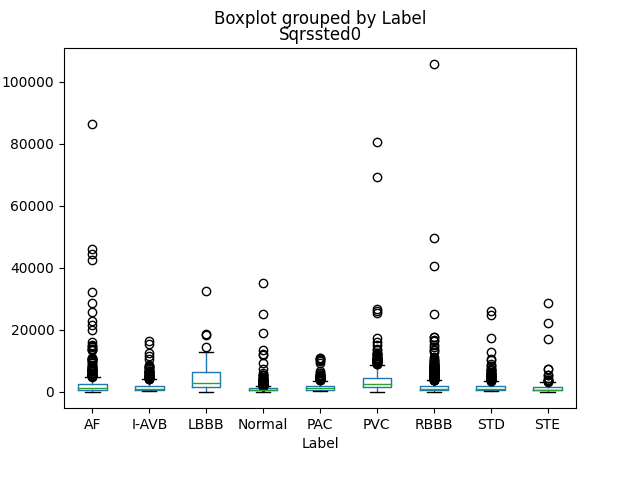 Boxplot grouped by Label
Sqrssted0
100000
80000
60000
40000
20000
0
AF I-AVB LBBB Normal PAC PVC RBBB STD STE
Label